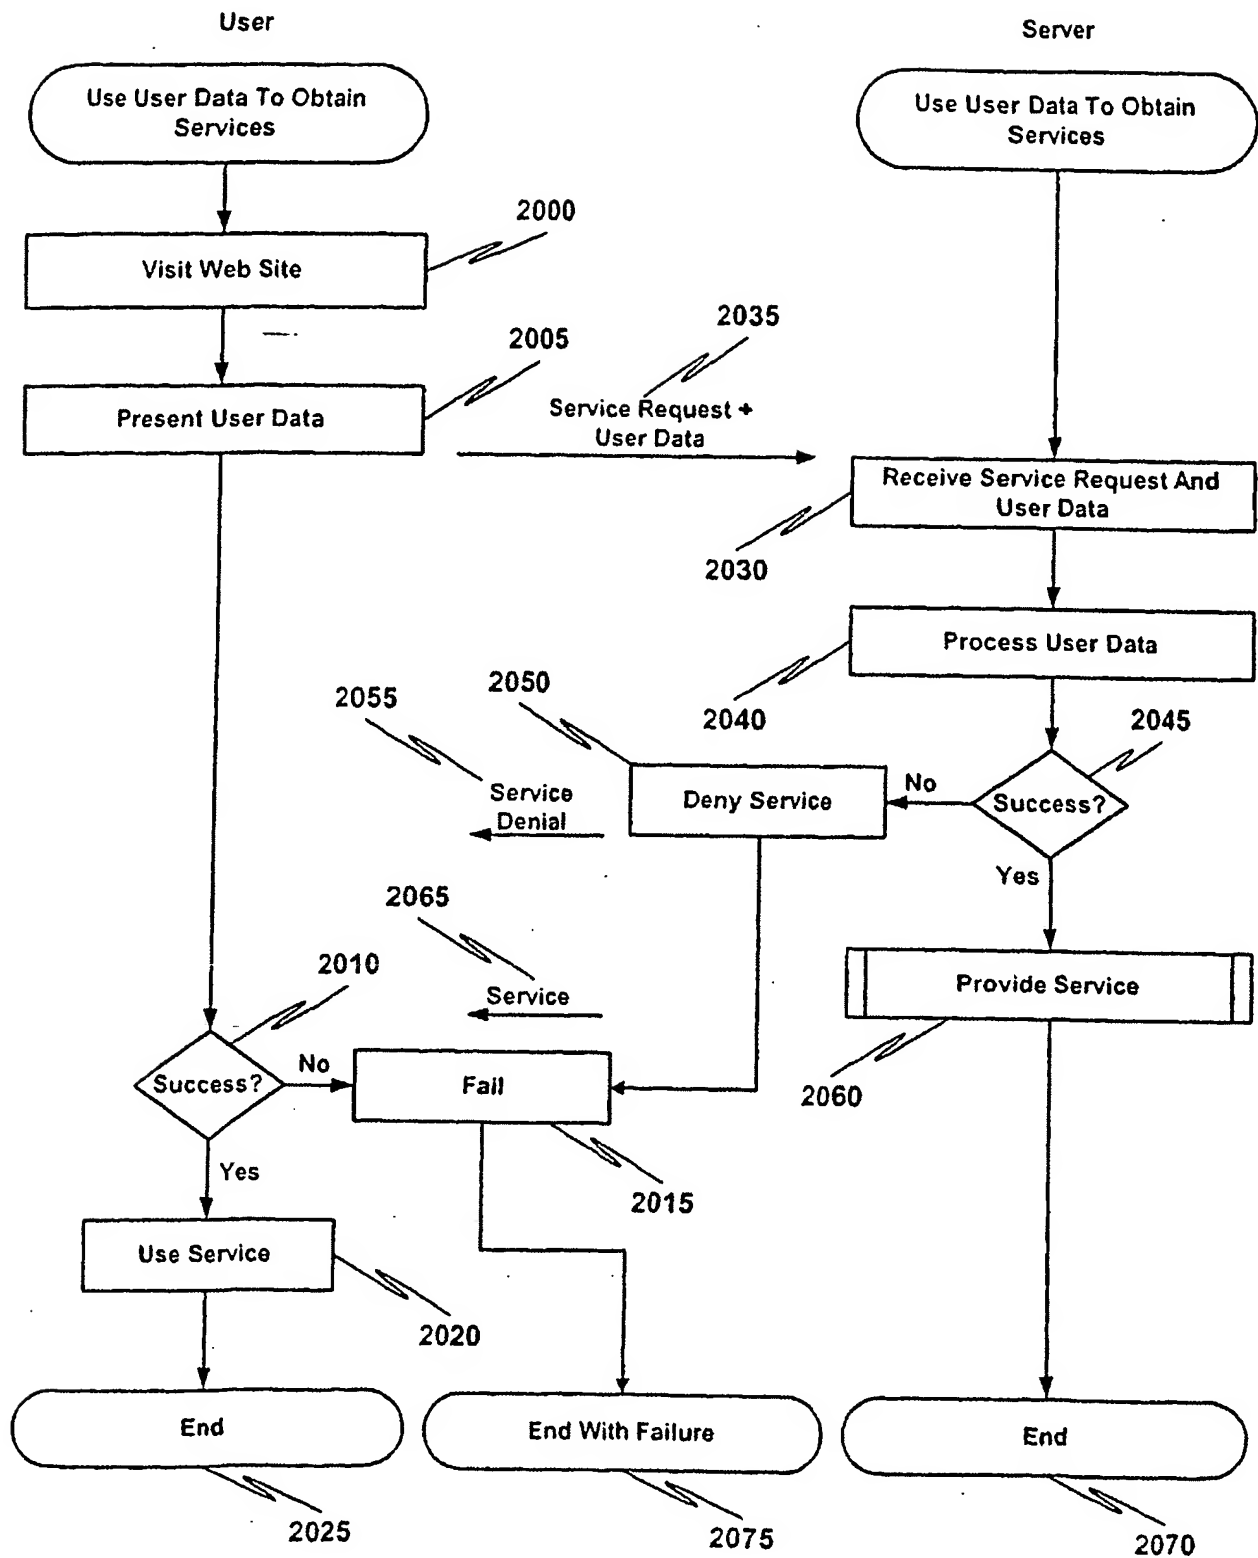 User
Server
Use User Data To Obtain
Services
Use User Data To Obtain
Services
2000
Visit Web Site
2035
2005
Present User Data
Service Request +
User Data
Receive Service Request And
User Data
2030
Process User Data
2055
2050
2040
2045
Service
Denial
Deny Service
No
Success?
Yes
2065
2010
Service
Provide Service
Success?
No
Fail
2060
Yes
2015
Use Service
2020
End
End With Failure
End
2025
2075
2070